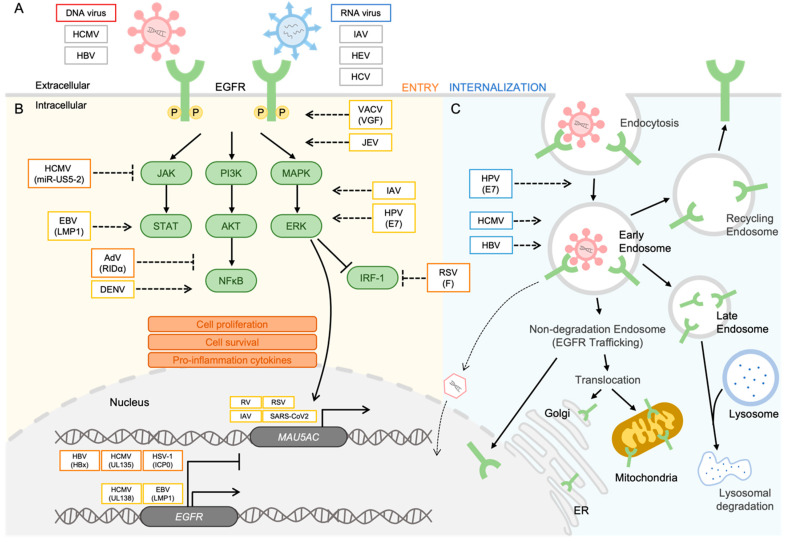 A
DNA virus
HCMV
HBV
RNA virus
IAV
HEV
HCV
Extracellular
EGFR
ENTRY
INTERNALIZATION
Intracellular
B
P
P
P
P
VACV
(VGF)
JEV
HCMV
(miR-US5-2)
JAK
PI3K
MAPK
IAV
EBV
(LMP1)
STAT
AKT
ERK
HPV
(E7)
AdV
(RIDα)
DENV
NFκB
IRF-1
RSV
(F)
Cell proliferation
Cell survival
Pro-inflammation cytokines
Nucleus
RV
RSV
IAV
SARS-CoV2
MAU5AC
HBV
(HBx)
HCMV
(UL135)
HSV-1
(ICP0)
HCMV
(UL138)
EBV
(LMP1)
EGFR
C
Endocytosis
HPV
(E7)
HCMV
HBV
Early
Endosome
Recycling
Endosome
Late
Endosome
Non-degradation Endosome
(EGFR Trafficking)
Translocation
Golgi
Lysosome
Mitochondria
ER
Lysosomal
degradation